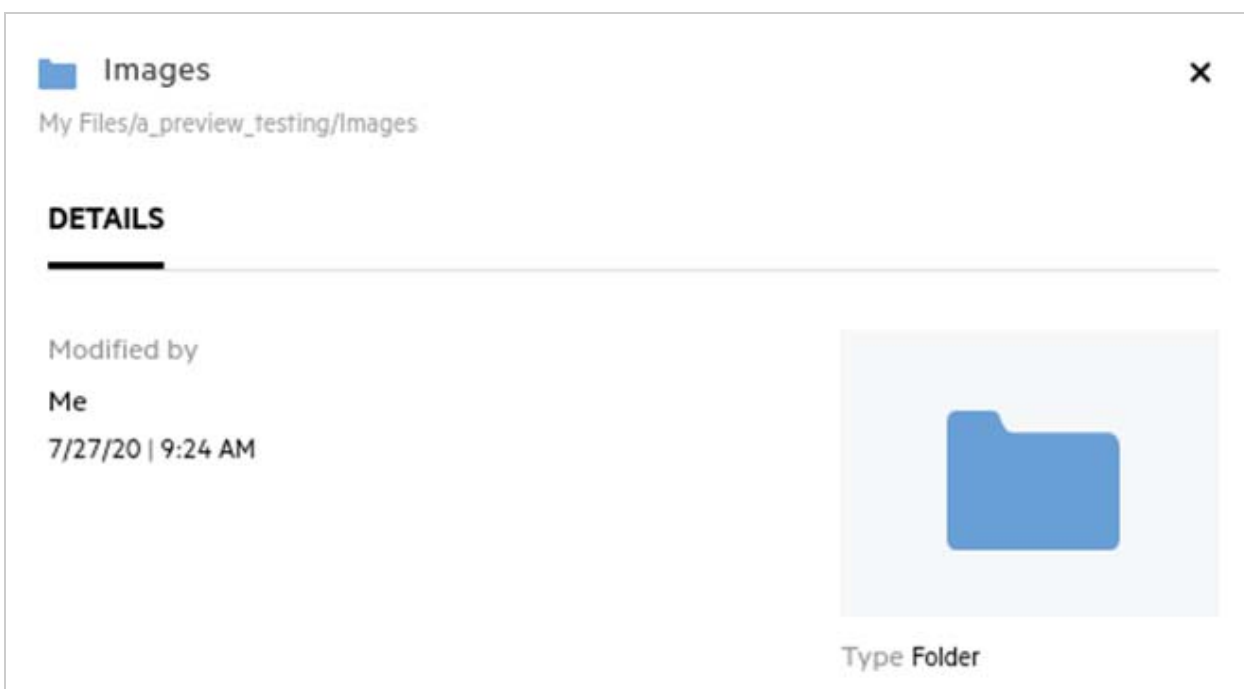 Images
My Files/a_preview_testing/Images
DETAILS
Modified by
Me
7/27/20 | 9:24 AM
Type Folder